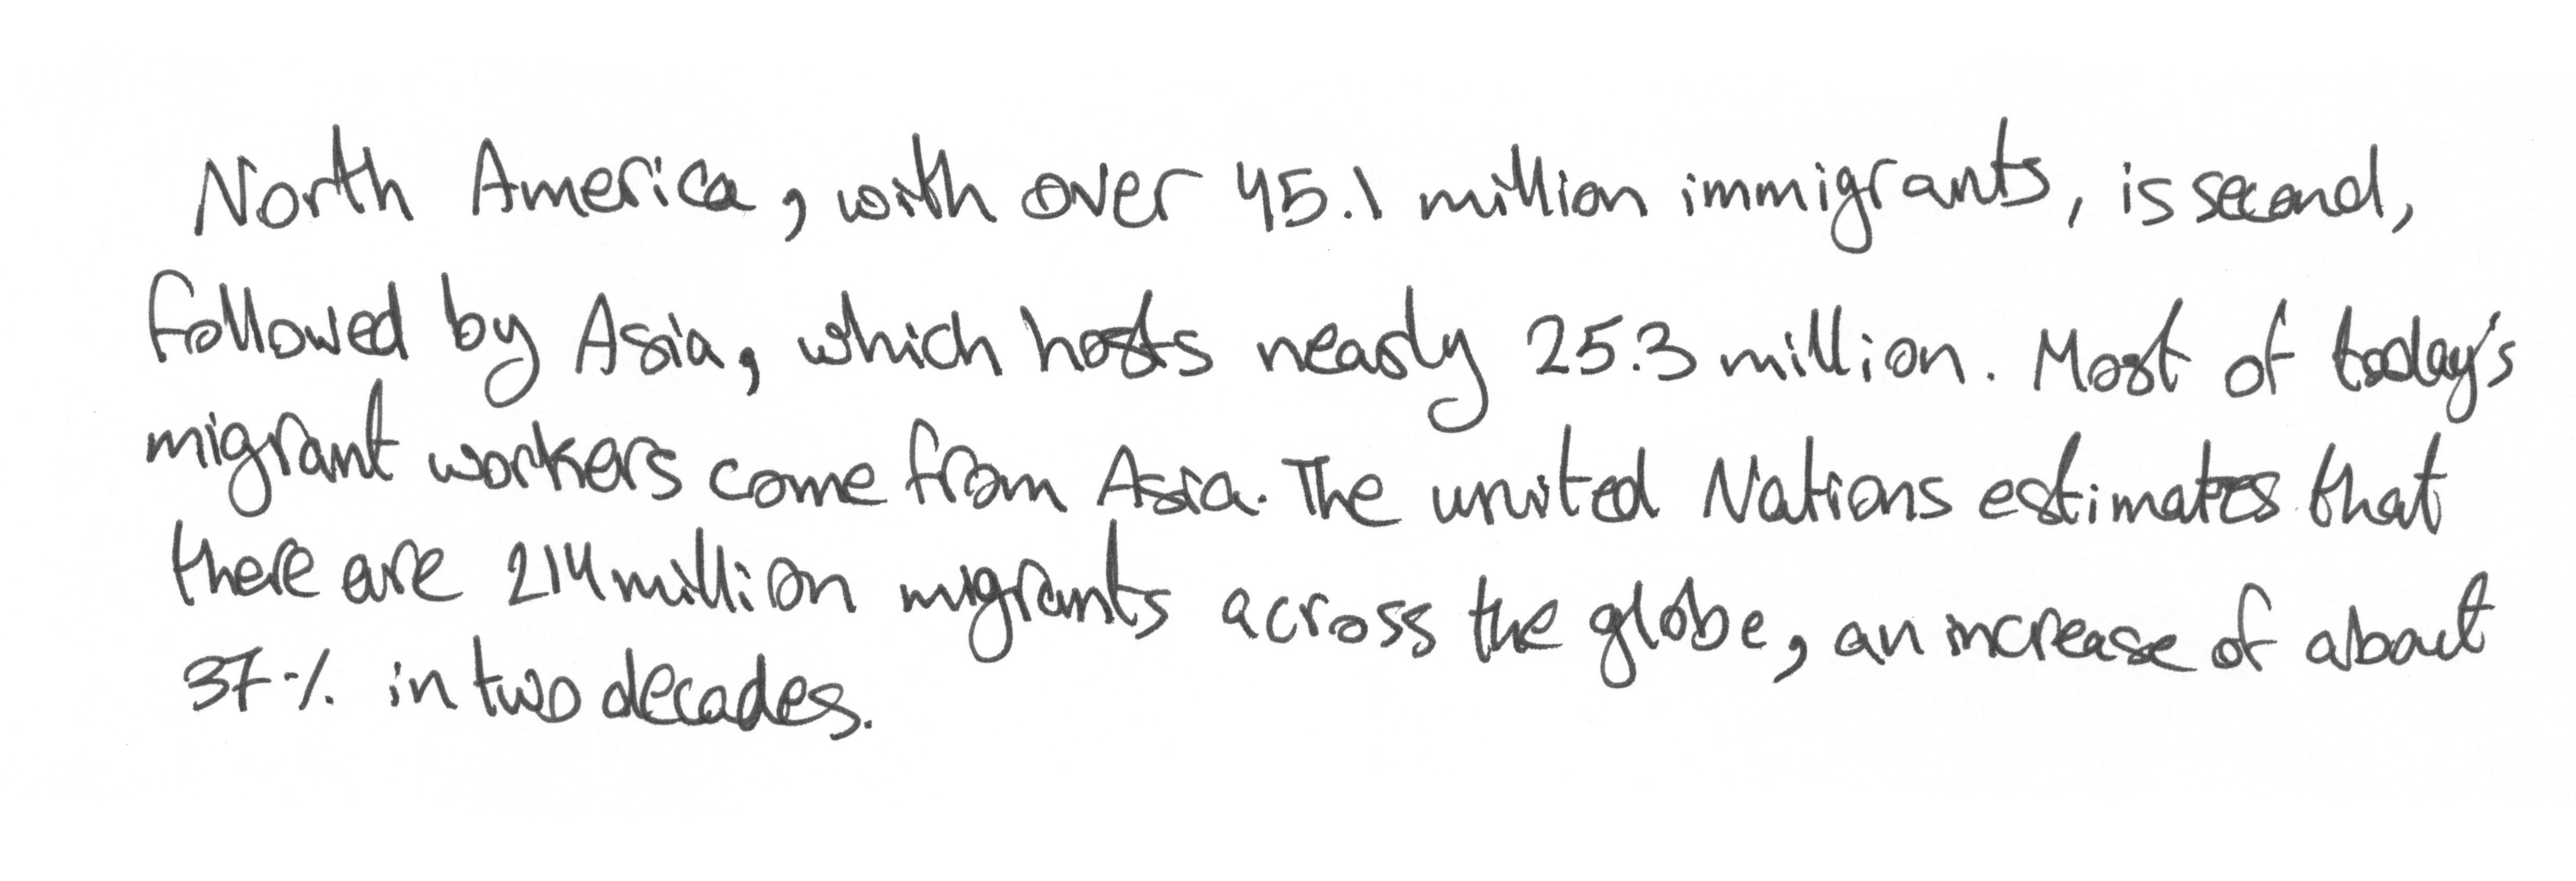 North America, with over 45.1 million immigrants, is second,
followed by Asia, which hosts nearly 25.3 million. Most of today's
migrant workers come from Asia. The united Nations estimates that
there are 214 million migrants across the globe, an increase of about
37% in two decades.